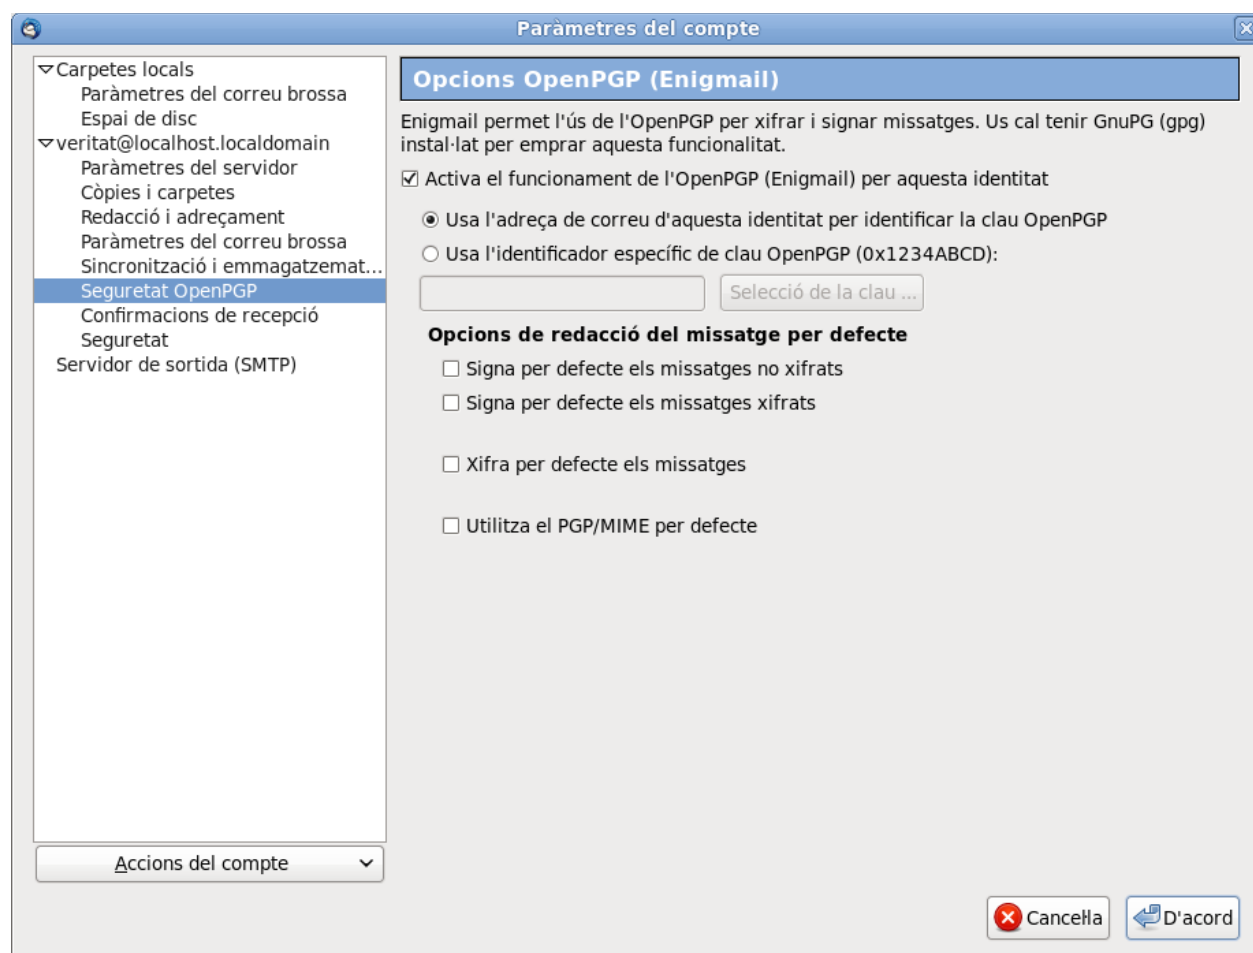 Paràmetres del compte
Carpetes locals
Paràmetres del correu brossa
Espai de disc
veritat@localhost.localdomain
Paràmetres del servidor
Còpies i carpetes
Redacció i adreçament
Paràmetres del correu brossa
Sincronització i emmagatzemat...
Seguretat OpenPGP
Confirmacions de recepció
Seguretat
Servidor de sortida (SMTP)
Accions del compte
Opcions OpenPGP (Enigmail)
Enigmail permet l'ús de l'OpenPGP per xifrar i signar missatges. Us cal tenir GnuPG (gpg)
instal·lat per emprar aquesta funcionalitat.
Activa el funcionament de l'OpenPGP (Enigmail) per aquesta identitat
Usa l'adreça de correu d'aquesta identitat per identificar la clau OpenPGP
Usa l'identificador específic de clau OpenPGP (0x1234ABCD):
Selecció de la clau ...
Opcions de redacció del missatge per defecte
Signa per defecte els missatges no xifrats
Signa per defecte els missatges xifrats
Xifra per defecte els missatges
Utilitza el PGP/MIME per defecte
Canceŀla
D'acord